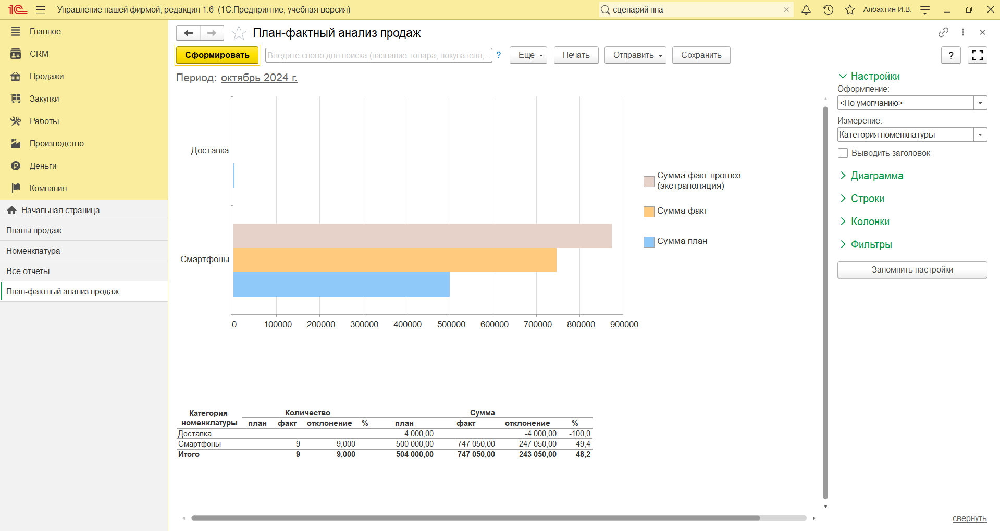 1С Управление нашей фирмой, редакция 1.6 (1С:Предприятие, учебная версия)
сценарий пла
Албахтин И.В.
Главное
CRM
Продажи
Закупки
Работы
Производство
Деньги
Компания
Начальная страница
Планы продаж
Номенклатура
Все отчеты
План-фактный анализ продаж
План-фактный анализ продаж
Сформировать
Введите слово для поиска (название товара, покупателя,...
?
Еще
Печать
Отправить
Сохранить
?
Период: октябрь 2024 г.
Доставка
Смартфоны
0 100000 200000 300000 400000 500000 600000 700000 800000 900000
Сумма факт прогноз
(экстраполяция)
Сумма факт
Сумма план
Категория Количество Сумма
номенклатуры план факт отклонение % план факт отклонение %
Доставка 4 000,00 -4 000,00 -100,0
Смартфоны 9 9,000 500 000,00 747 050,00 247 050,00 49,4
Итого 9 9,000 504 000,00 747 050,00 243 050,00 48,2
Настройки
Оформление:
<По умолчанию>
Измерение:
Категория номенклатуры
Выводить заголовок
Диаграмма
Строки
Колонки
Фильтры
Запомнить настройки
свернуть